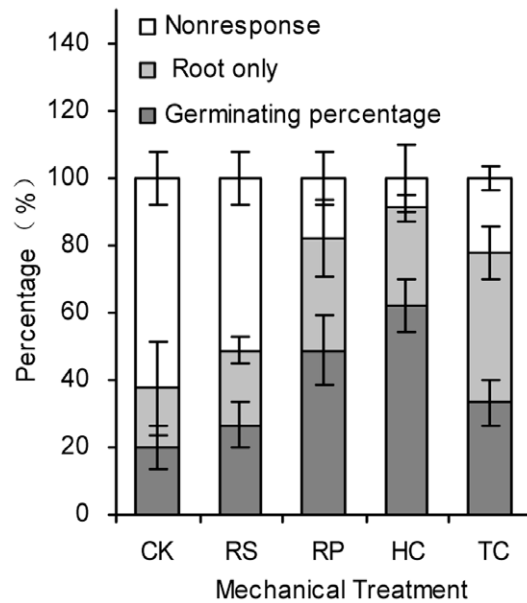 Nonresponse
Root only
Germinating percentage
Percentage （%）
140
120
100
80
60
40
20
0
CK RS RP HC TC
Mechanical Treatment